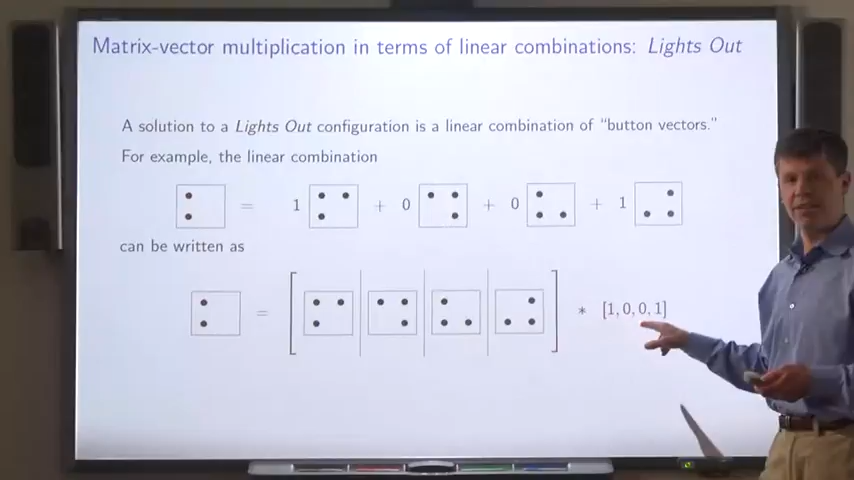 Matrix-vector multiplication in terms of linear combinations: Lights Out
A solution to a Lights Out configuration is a linear combination of “button vectors.”
For example, the linear combination
= 1 + 0 + 0 + 1
can be written as
= [ ] * [1, 0, 0, 1]